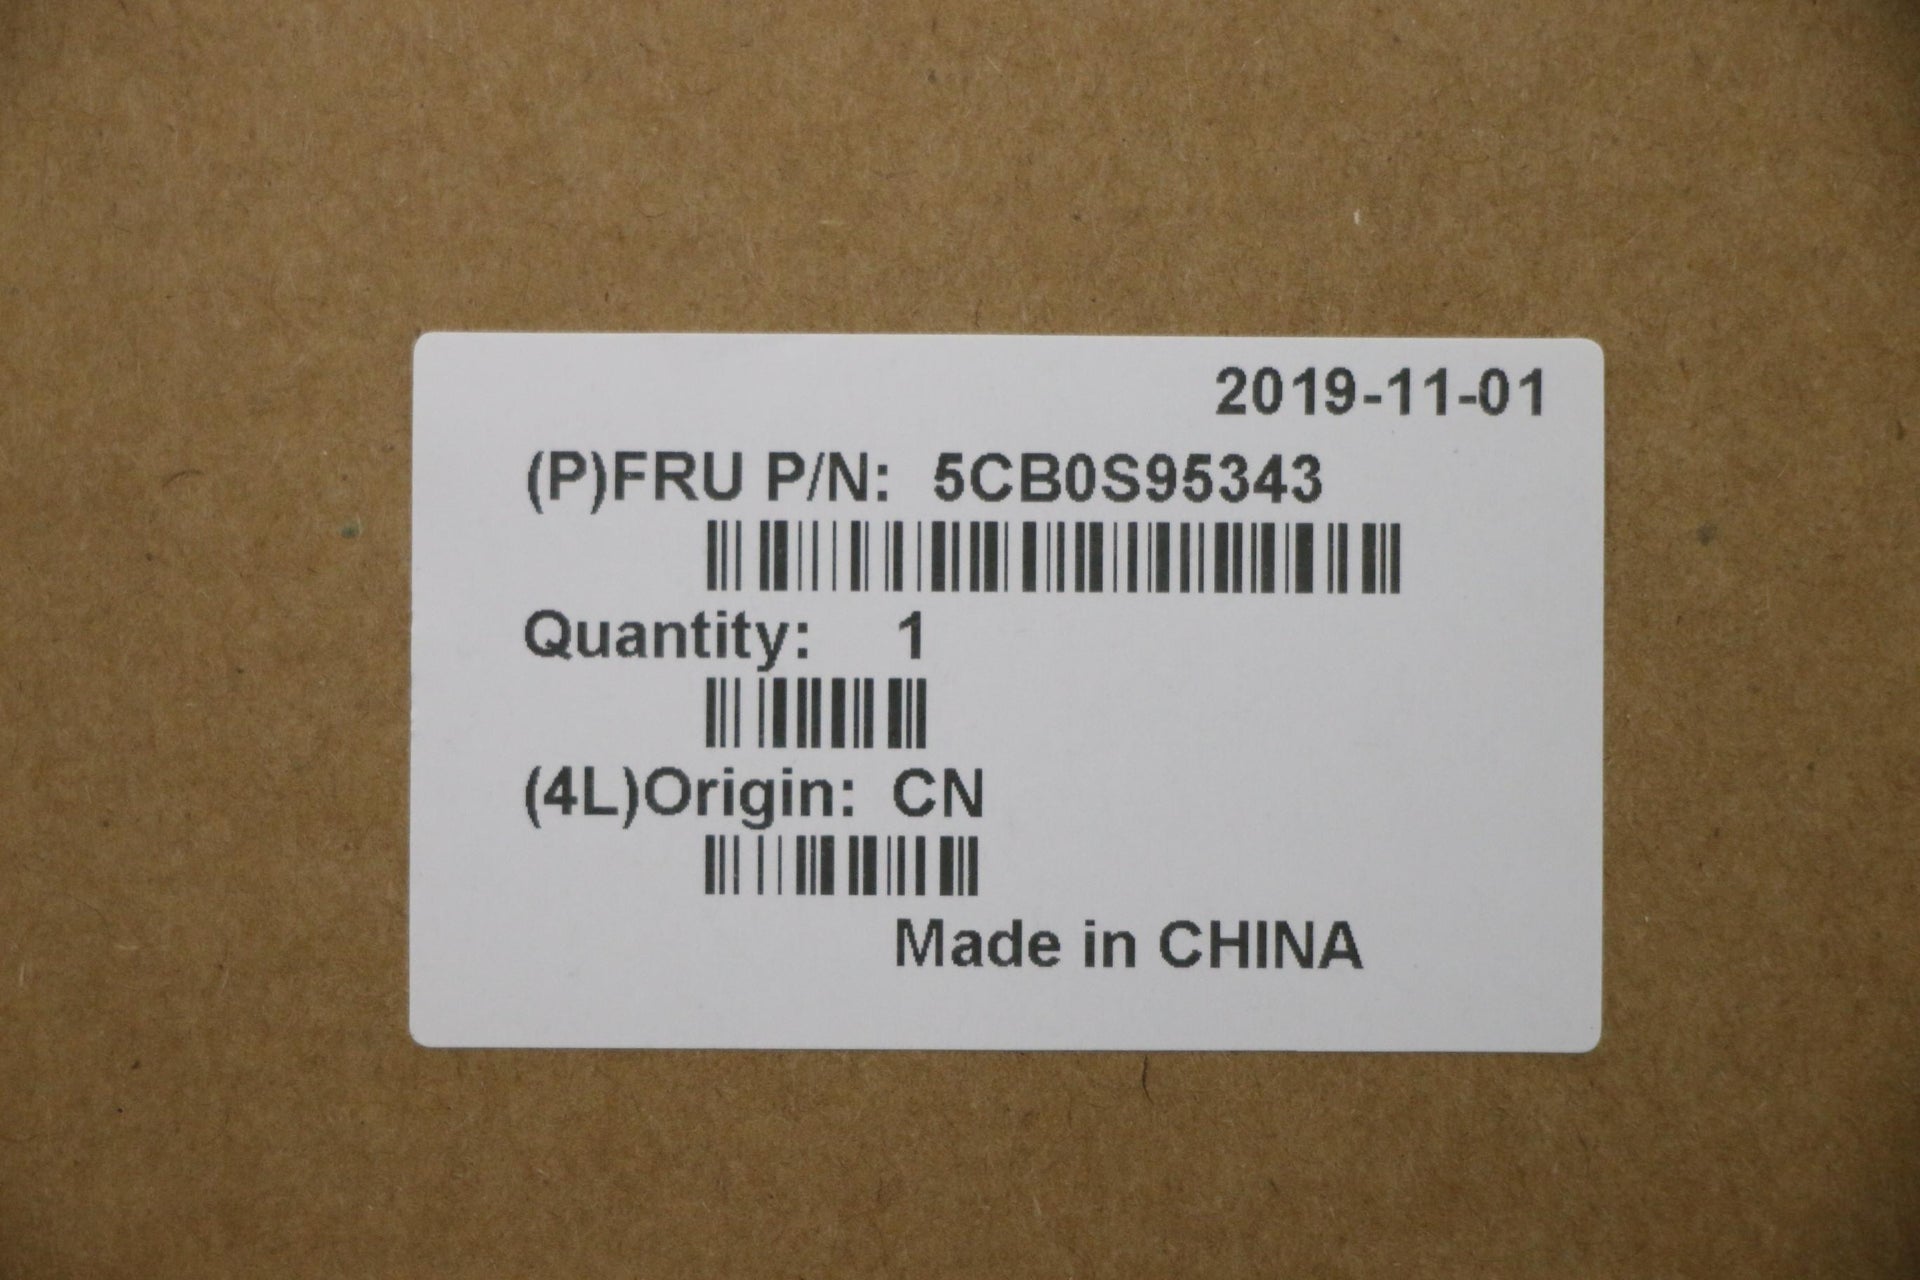 2019-11-01
(P)FRU P/N: 5CB0S95343
Quantity: 1
(4L)Origin: CN
Made in CHINA